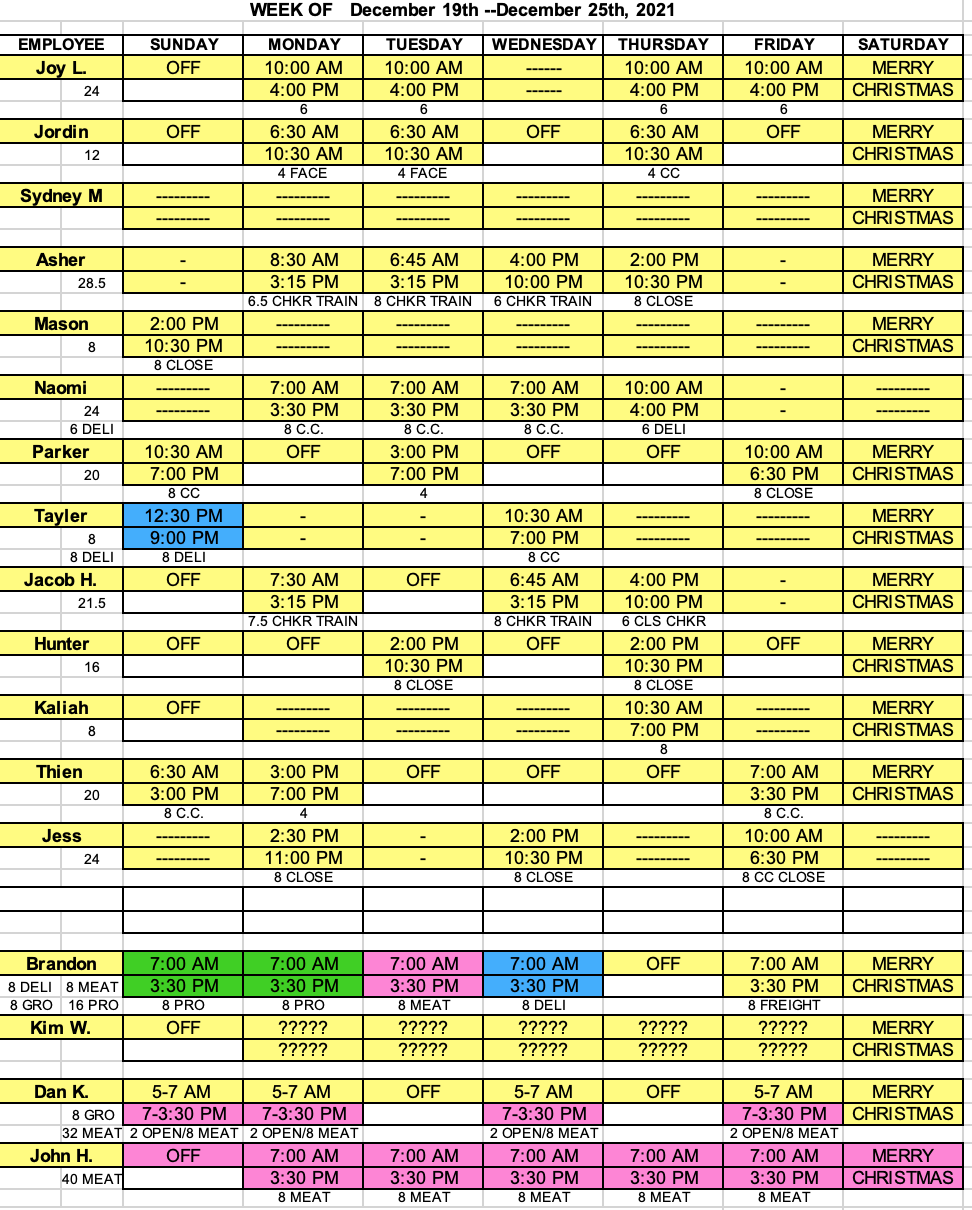 WEEK OF December 19th --December 25th, 2021
EMPLOYEE SUNDAY MONDAY TUESDAY WEDNESDAY THURSDAY FRIDAY SATURDAY
Joy L. OFF 10:00 AM 10:00 AM ------ 10:00 AM 10:00 AM MERRY
24 4:00 PM 4:00 PM ------ 4:00 PM 4:00 PM CHRISTMAS
6 6 6 6
Jordin OFF 6:30 AM 6:30 AM OFF 6:30 AM OFF MERRY
12 10:30 AM 10:30 AM 10:30 AM CHRISTMAS
4 FACE 4 FACE 4 CC
Sydney M --------- --------- --------- --------- --------- --------- MERRY
--------- --------- --------- --------- --------- --------- CHRISTMAS
Asher - 8:30 AM 6:45 AM 4:00 PM 2:00 PM - MERRY
28.5 - 3:15 PM 3:15 PM 10:00 PM 10:30 PM - CHRISTMAS
6.5 CHKR TRAIN 8 CHKR TRAIN 6 CHKR TRAIN 8 CLOSE
Mason 2:00 PM --------- --------- --------- --------- --------- MERRY
8 10:30 PM --------- --------- --------- --------- --------- CHRISTMAS
8 CLOSE
Naomi --------- 7:00 AM 7:00 AM 7:00 AM 10:00 AM - ---------
24 --------- 3:30 PM 3:30 PM 3:30 PM 4:00 PM - ---------
6 DELI 8 C.C. 8 C.C. 8 C.C. 6 DELI
Parker 10:30 AM OFF 3:00 PM OFF OFF 10:00 AM MERRY
20 7:00 PM 7:00 PM 6:30 PM CHRISTMAS
8 CC 4 8 CLOSE
Tayler 12:30 PM - - 10:30 AM --------- --------- MERRY
8 9:00 PM - - 7:00 PM --------- --------- CHRISTMAS
8 DELI 8 DELI 8 CC
Jacob H. OFF 7:30 AM OFF 6:45 AM 4:00 PM - MERRY
21.5 3:15 PM 3:15 PM 10:00 PM - CHRISTMAS
7.5 CHKR TRAIN 8 CHKR TRAIN 6 CLS CHKR
Hunter OFF OFF 2:00 PM OFF 2:00 PM OFF MERRY
16 10:30 PM 10:30 PM CHRISTMAS
8 CLOSE 8 CLOSE
Kaliah OFF --------- --------- --------- 10:30 AM --------- MERRY
8 --------- --------- --------- 7:00 PM --------- CHRISTMAS
8
Thien 6:30 AM 3:00 PM OFF OFF OFF 7:00 AM MERRY
20 3:00 PM 7:00 PM 3:30 PM CHRISTMAS
8 C.C. 4 8 C.C.
Jess --------- 2:30 PM - 2:00 PM --------- 10:00 AM ---------
24 --------- 11:00 PM - 10:30 PM --------- 6:30 PM ---------
8 CLOSE 8 CLOSE 8 CC CLOSE
Brandon 7:00 AM 7:00 AM 7:00 AM 7:00 AM OFF 7:00 AM MERRY
8 DELI 8 MEAT 3:30 PM 3:30 PM 3:30 PM 3:30 PM 3:30 PM CHRISTMAS
8 GRO 16 PRO 8 PRO 8 PRO 8 MEAT 8 DELI 8 FREIGHT
Kim W. OFF ????? ????? ????? ????? ????? MERRY
????? ????? ????? ????? ????? CHRISTMAS
Dan K. 5-7 AM 5-7 AM OFF 5-7 AM OFF 5-7 AM MERRY
8 GRO 7-3:30 PM 7-3:30 PM 7-3:30 PM 7-3:30 PM CHRISTMAS
32 MEAT 2 OPEN/8 MEAT 2 OPEN/8 MEAT 2 OPEN/8 MEAT 2 OPEN/8 MEAT
John H. OFF 7:00 AM 7:00 AM 7:00 AM 7:00 AM 7:00 AM MERRY
40 MEAT 3:30 PM 3:30 PM 3:30 PM 3:30 PM 3:30 PM CHRISTMAS
8 MEAT 8 MEAT 8 MEAT 8 MEAT 8 MEAT